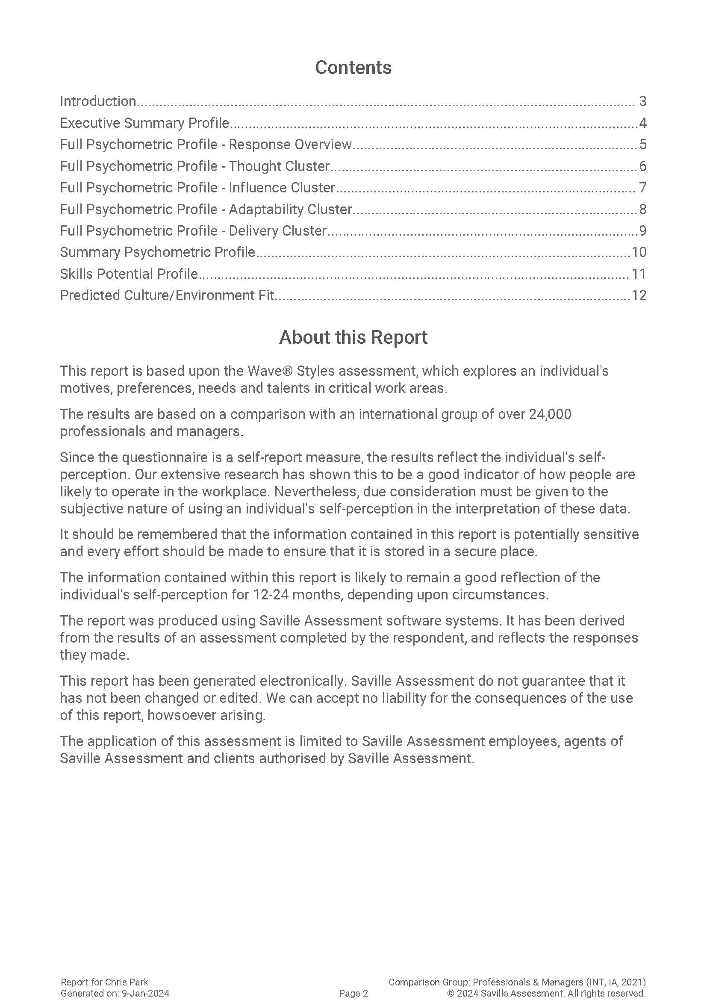 Contents
Introduction........................................................................................................................................ 3
Executive Summary Profile...............................................................................................................4
Full Psychometric Profile - Response Overview.............................................................................5
Full Psychometric Profile - Thought Cluster...................................................................................6
Full Psychometric Profile - Influence Cluster................................................................................. 7
Full Psychometric Profile - Adaptability Cluster.............................................................................8
Full Psychometric Profile - Delivery Cluster....................................................................................9
Summary Psychometric Profile.....................................................................................................10
Skills Potential Profile..................................................................................................................... 11
Predicted Culture/Environment Fit................................................................................................12
About this Report
This report is based upon the Wave® Styles assessment, which explores an individual's
motives, preferences, needs and talents in critical work areas.
The results are based on a comparison with an international group of over 24,000
professionals and managers.
Since the questionnaire is a self-report measure, the results reflect the individual's self-
perception. Our extensive research has shown this to be a good indicator of how people are
likely to operate in the workplace. Nevertheless, due consideration must be given to the
subjective nature of using an individual's self-perception in the interpretation of these data.
It should be remembered that the information contained in this report is potentially sensitive
and every effort should be made to ensure that it is stored in a secure place.
The information contained within this report is likely to remain a good reflection of the
individual's self-perception for 12-24 months, depending upon circumstances.
The report was produced using Saville Assessment software systems. It has been derived
from the results of an assessment completed by the respondent, and reflects the responses
they made.
This report has been generated electronically. Saville Assessment do not guarantee that it
has not been changed or edited. We can accept no liability for the consequences of the use
of this report, howsoever arising.
The application of this assessment is limited to Saville Assessment employees, agents of
Saville Assessment and clients authorised by Saville Assessment.
Report for Chris Park
Comparison Group: Professionals & Managers (INT, IA, 2021)
Generated on: 9-Jan-2024
Page 2
© 2024 Saville Assessment. All rights reserved.